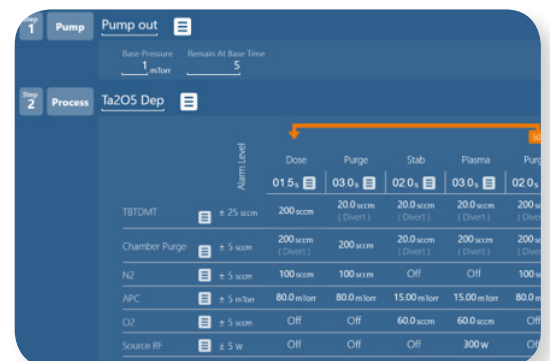 Step 1 Pump Pump out
Base Pressure Remain At Base Time
1 mTorr 5
Step 2 Process Ta2O5 Dep
Alarm Level Dose Purge Stab Plasma
01.5s 03.0s 02.0s 03.0s 02.0s
TBTDMT ± 25 sccm 200 sccm 20.0 sccm (Divert) 20.0 sccm (Divert) 20.0 sccm (Divert)
Chamber Purge ± 5 sccm 200 sccm (Divert) 200 sccm 20.0 sccm (Divert) 200 sccm (Divert)
N2 ± 5 sccm 100 sccm 100 sccm Off Off
APC ± 5 mTorr 80.0 mTorr 80.0 mTorr 15.00 mTorr 15.00 mTorr
O2 ± 5 sccm Off Off 60.0 sccm 60.0 sccm
Source RF ± 5 w Off Off Off 300 w